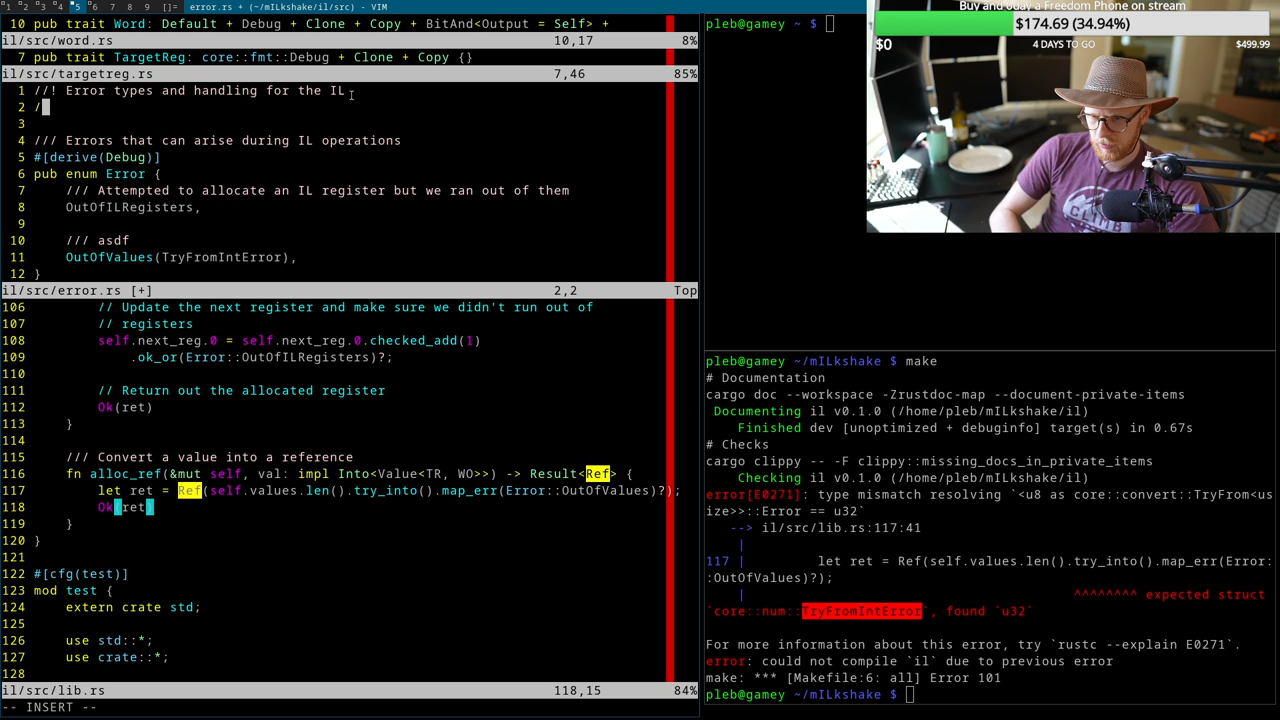 1 2 3 4 5 6 7 8 9 []= error.rs + (~/mILkshake/il/src) - VIM
10 pub trait Word: Default + Debug + Clone + Copy + BitAnd<Output = Self> +
il/src/word.rs 10,17 8%
7 pub trait TargetReg: core::fmt::Debug + Clone + Copy {}
il/src/targetreg.rs 7,46 85%
1 //! Error types and handling for the IL
2 /
3
4 /// Errors that can arise during IL operations
5 #[derive(Debug)]
6 pub enum Error {
7     /// Attempted to allocate an IL register but we ran out of them
8     OutOfILRegisters,
9
10     /// asdf
11     OutOfValues(TryFromIntError),
12 }
il/src/error.rs [+] 2,2 Top
106         // Update the next register and make sure we didn't run out of
107         // registers
108         self.next_reg.0 = self.next_reg.0.checked_add(1)
109             .ok_or(Error::OutOfILRegisters)?;
110
111         // Return out the allocated register
112         Ok(ret)
113     }
114
115     /// Convert a value into a reference
116     fn alloc_ref(&mut self, val: impl Into<Value<TR, WO>>) -> Result<Ref> {
117         let ret = Ref(self.values.len().try_into().map_err(Error::OutOfValues)?);
118         Ok(ret)
119     }
120 }
121
122 #[cfg(test)]
123 mod test {
124     extern crate std;
125
126     use std::*;
127     use crate::*;
128
il/src/lib.rs 118,15 84%
-- INSERT --
pleb@gamey ~ $
Buy and 0day a Freedom Phone on stream
$174.69 (34.94%)
$0 4 DAYS TO GO $499.99
CLIMB
pleb@gamey ~/mILkshake $ make
# Documentation
cargo doc --workspace -Zrustdoc-map --document-private-items
 Documenting il v0.1.0 (/home/pleb/mILkshake/il)
    Finished dev [unoptimized + debuginfo] target(s) in 0.67s
# Checks
cargo clippy -- -F clippy::missing_docs_in_private_items
    Checking il v0.1.0 (/home/pleb/mILkshake/il)
error[E0271]: type mismatch resolving `<u8 as core::convert::TryFrom<us
ize>>::Error == u32`
   --> il/src/lib.rs:117:41
    |
117 |         let ret = Ref(self.values.len().try_into().map_err(Error:
:OutOfValues)?);
    |                                         ^^^^^^^^ expected struct
`core::num::TryFromIntError`, found `u32`
For more information about this error, try `rustc --explain E0271`.
error: could not compile `il` due to previous error
make: *** [Makefile:6: all] Error 101
pleb@gamey ~/mILkshake $